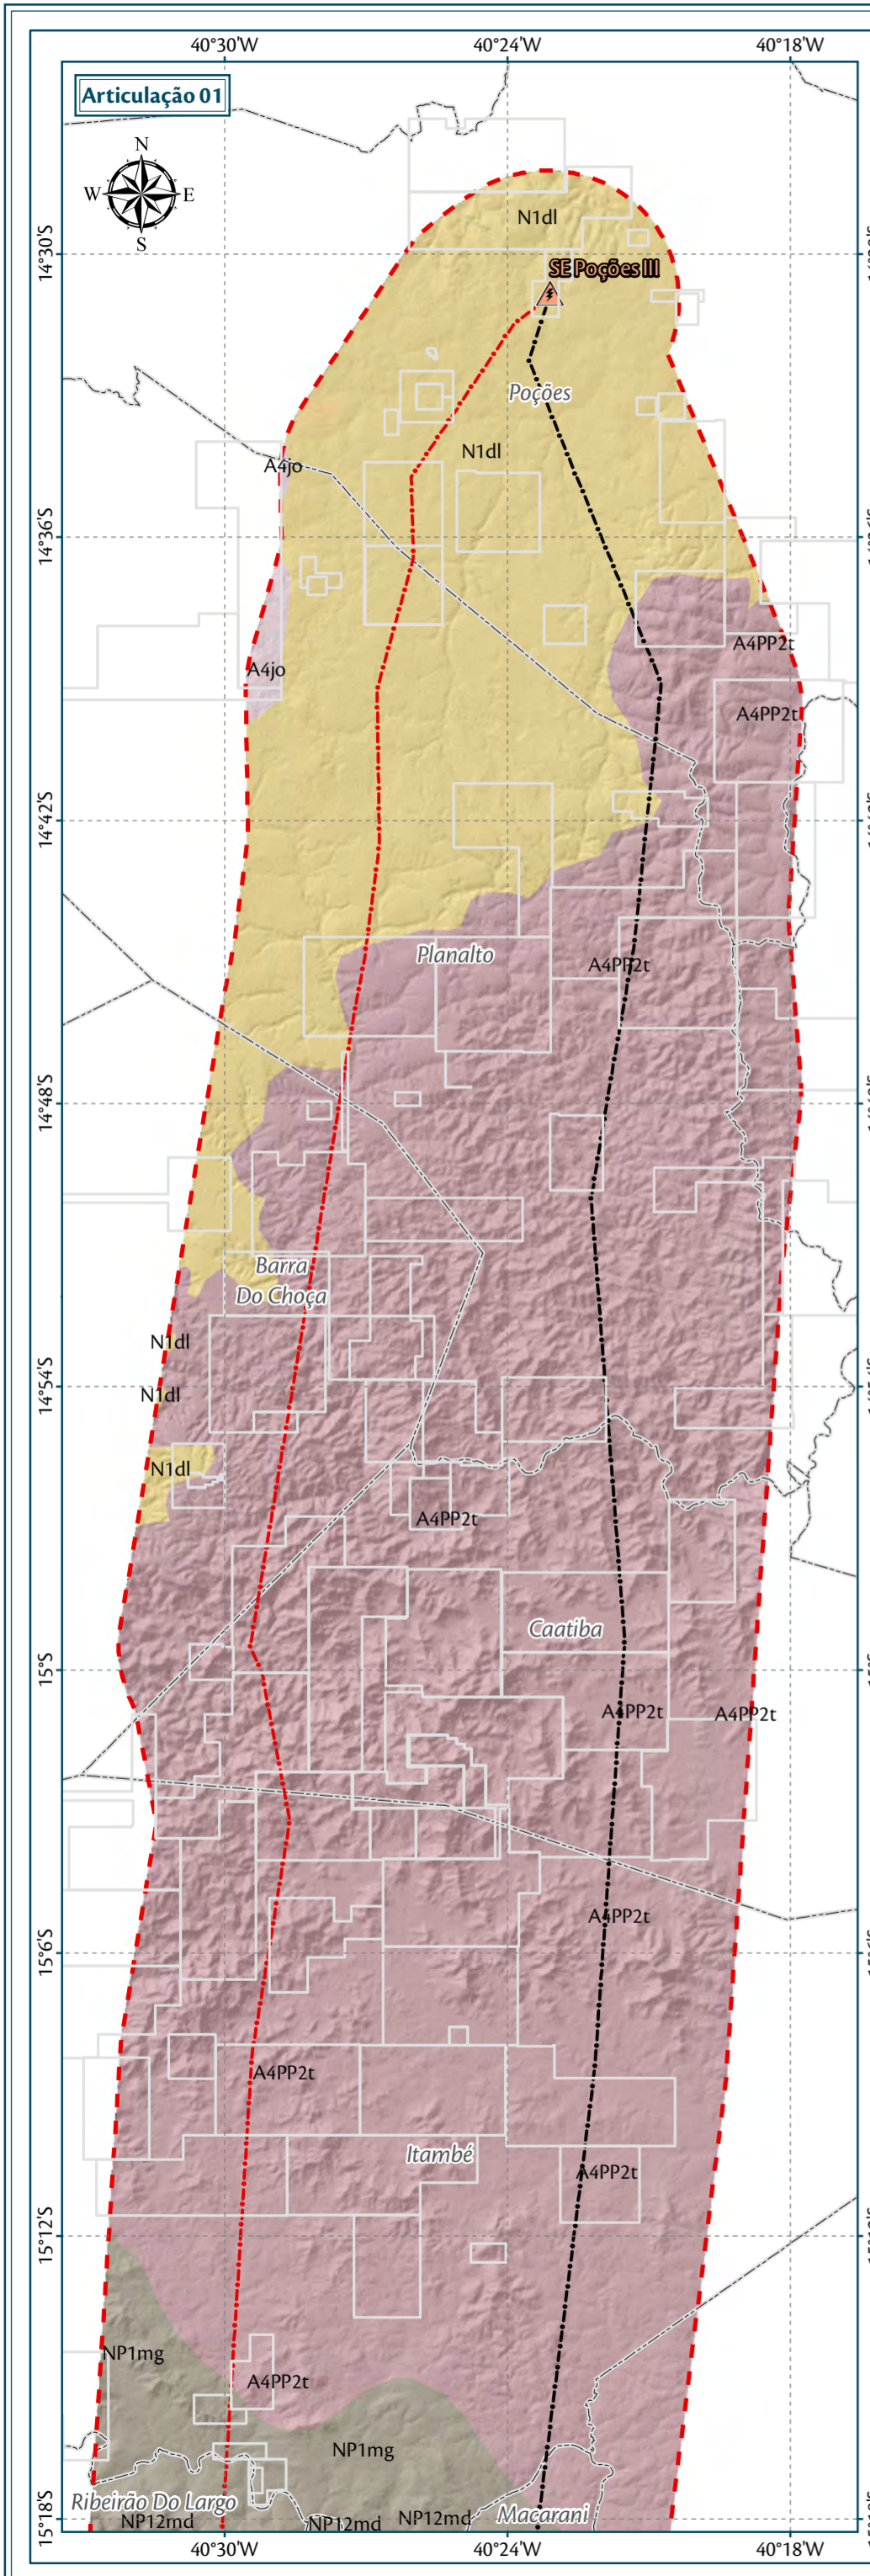 40°30'W 40°24'W 40°18'W
Articulação 01
N
W E
S
N1dl
14°30'S
SE Poções III
Poções
N1dl
A4jo
14°36'S
A4PP2t
A4jo
A4PP2t
14°42'S
Planalto
A4PP2t
14°48'S
Barra
Do Choça
N1dl
14°54'S
N1dl
N1dl
A4PP2t
Caatiba
15°S
A4PP2t
A4PP2t
A4PP2t
15°6'S
A4PP2t
Itambé
A4PP2t
15°12'S
NP1mg
A4PP2t
NP1mg
Ribeirão Do Largo
Macarani
NP12md
NP12md
NP12md
15°18'S
40°30'W 40°24'W 40°18'W